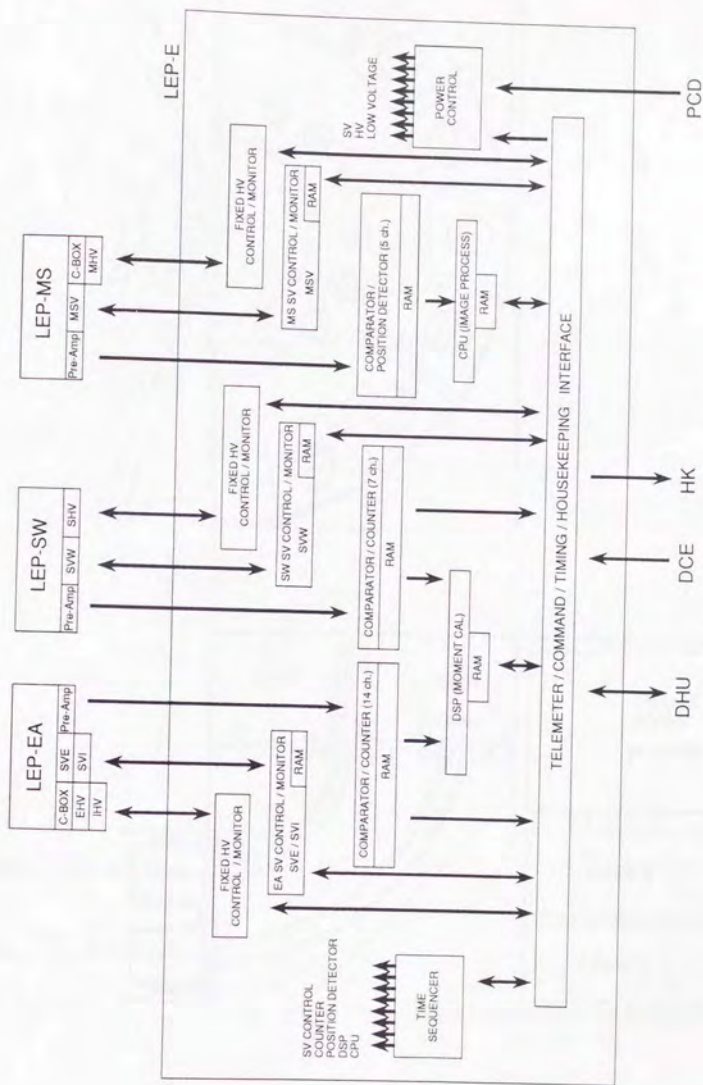 LEP-E
LEP-EA
C-BOX
SVE
Pre-Amp
EHV
SVI
IHV
LEP-SW
Pre-Amp
SVW
SHV
LEP-MS
Pre-Amp
MSV
C-BOX
MHV
FIXED HV
CONTROL / MONITOR
EA SV CONTROL / MONITOR
SVE / SVI
RAM
FIXED HV
CONTROL / MONITOR
SW SV CONTROL / MONITOR
SVW
RAM
FIXED HV
CONTROL / MONITOR
MS SV CONTROL / MONITOR
MSV
RAM
SV CONTROL
COUNTER
POSITION DETECTOR
DSP
CPU
TIME
SEQUENCER
COMPARATOR / COUNTER (14 ch.)
RAM
COMPARATOR / COUNTER (7 ch.)
RAM
COMPARATOR /
POSITION DETECTOR (5 ch.)
RAM
SV
HV
LOW VOLTAGE
POWER
CONTROL
DSP (MOMENT CAL)
RAM
CPU (IMAGE PROCESS)
RAM
TELEMETER / COMMAND / TIMING / HOUSEKEEPING INTERFACE
DHU
DCE
HK
PCD